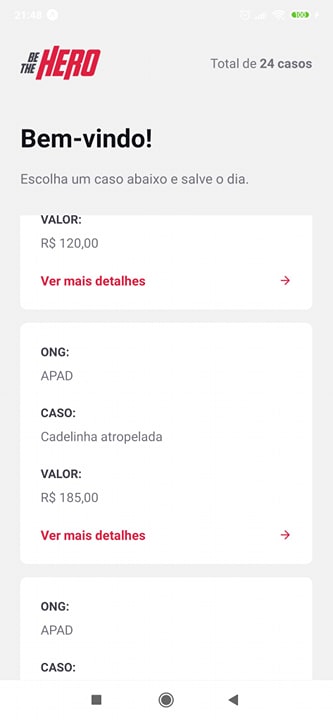 21:48
100
BE
THE HERO
Total de 24 casos
Bem-vindo!
Escolha um caso abaixo e salve o dia.
VALOR:
R$ 120,00
Ver mais detalhes
ONG:
APAD
CASO:
Cadelinha atropelada
VALOR:
R$ 185,00
Ver mais detalhes
ONG:
APAD
CASO: